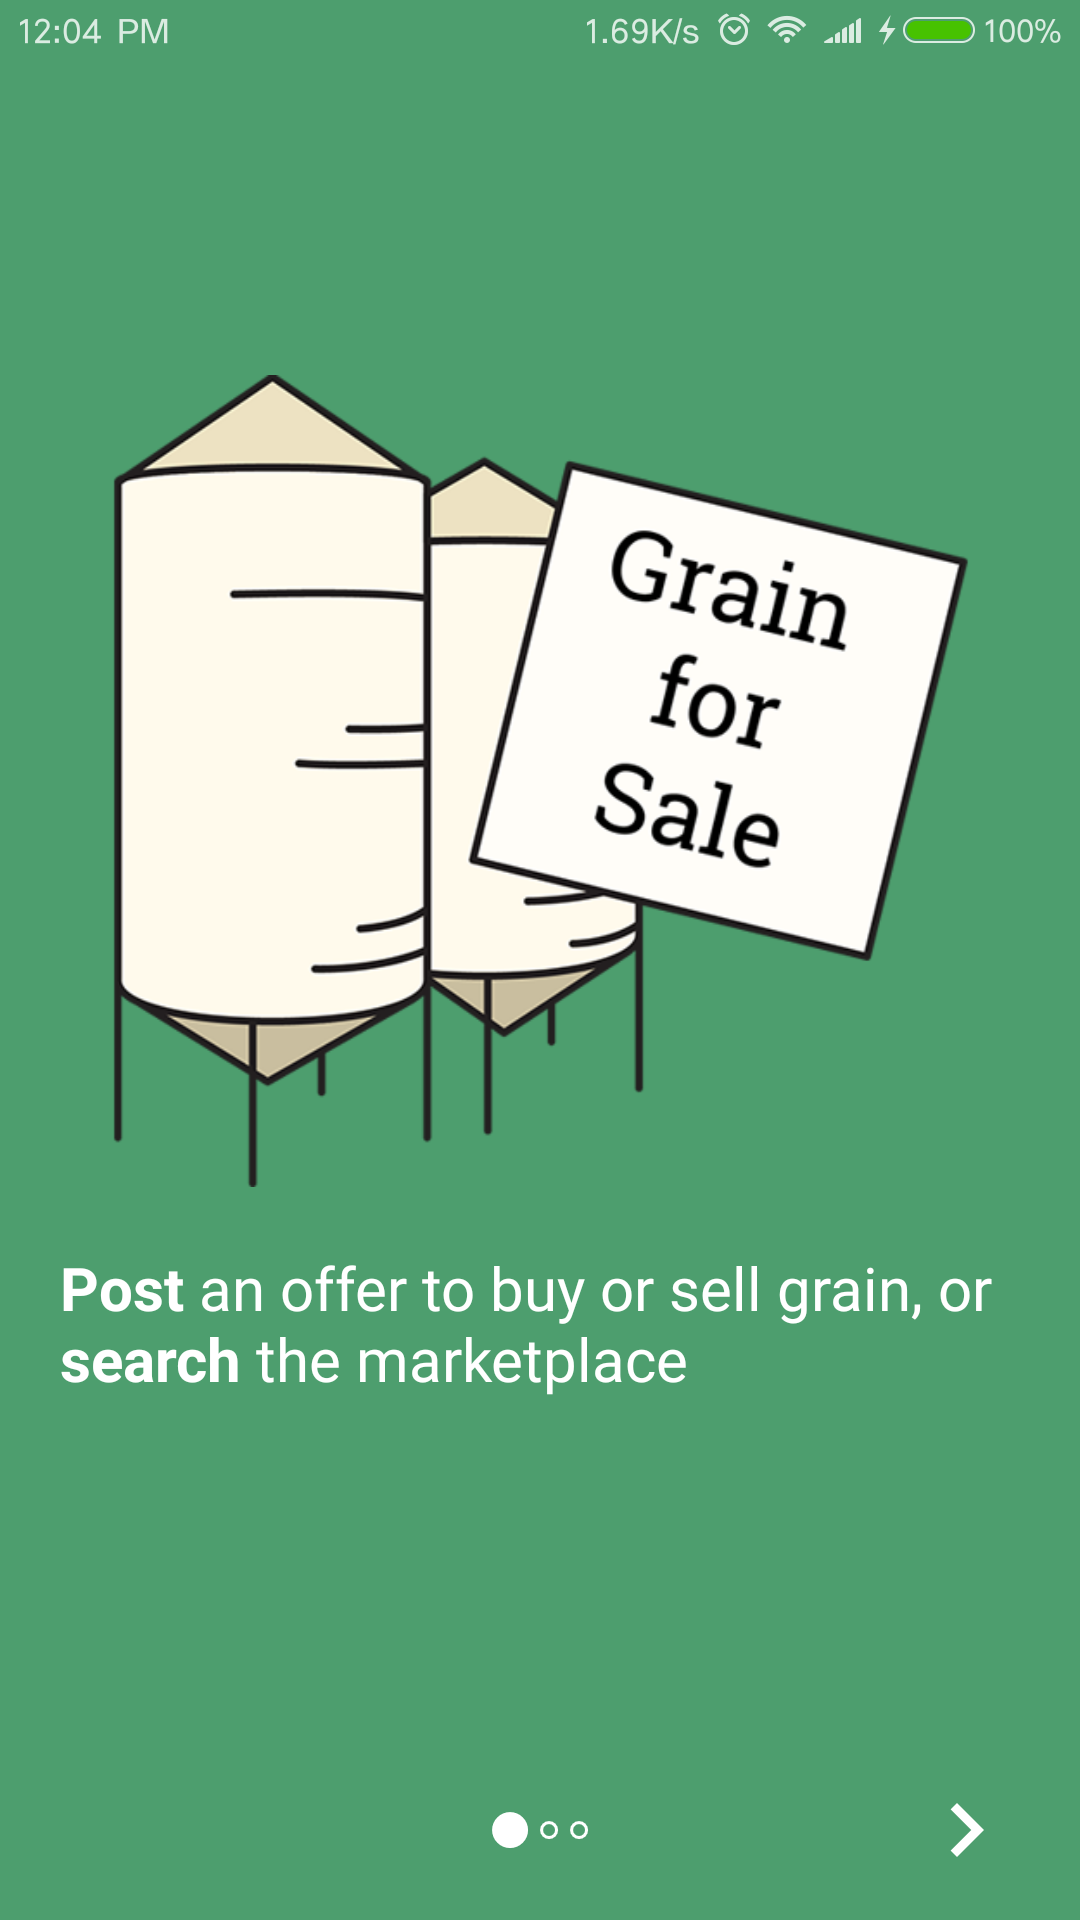 12:04 PM 1.69K/s 100%
Grain
for
Sale
Post an offer to buy or sell grain, or
search the marketplace